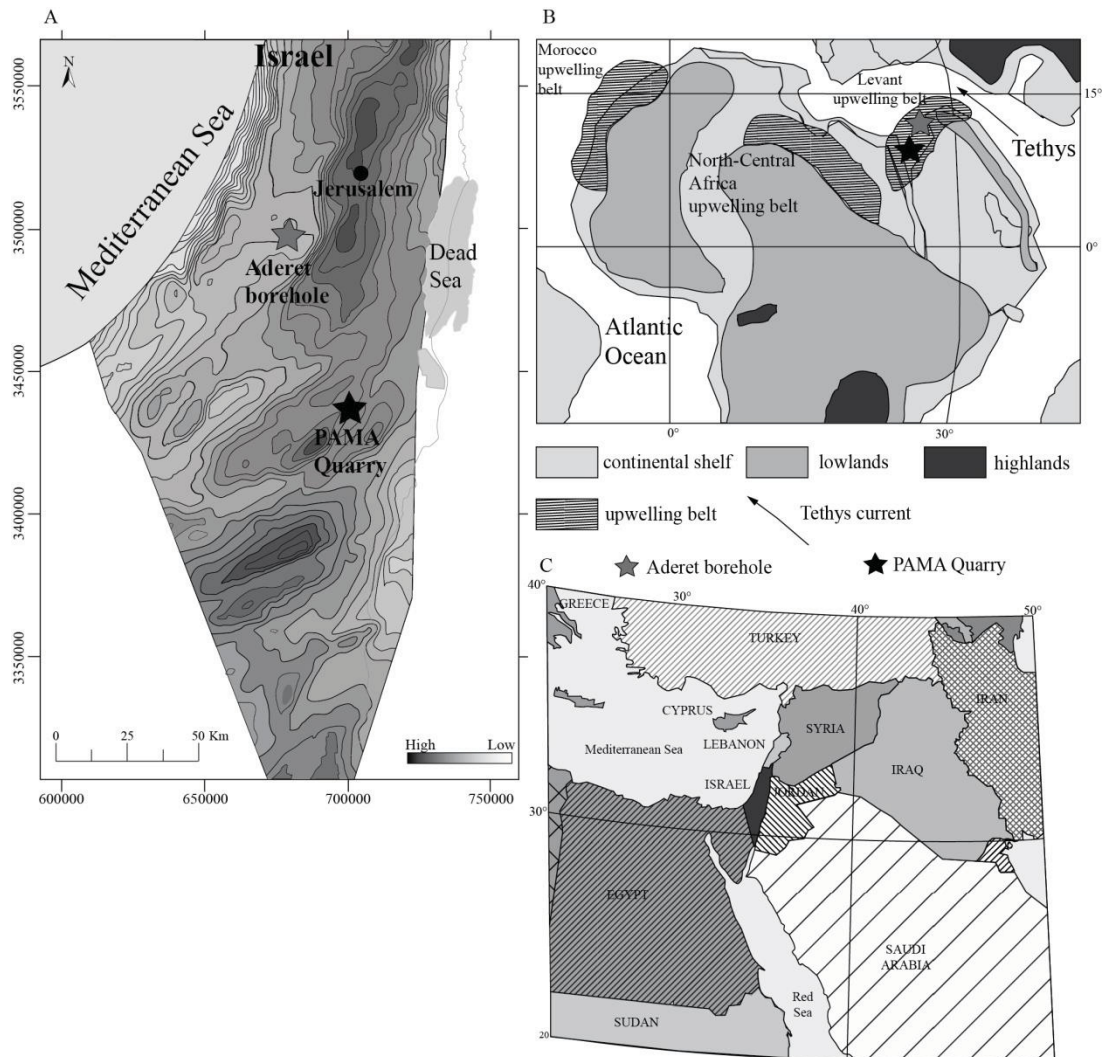 A
Israel
N
Mediterranean Sea
Jerusalem
Aderet
borehole
Dead
Sea
PAMA
Quarry
3550000
3500000
3450000
3400000
3350000
0 25 50 Km
High Low
600000 650000 700000 750000
B
Morocco
upwelling
belt
Levant
upwelling belt
15°
Tethys
North-Central
Africa
upwelling belt
0°
Atlantic
Ocean
0° 30°
continental shelf lowlands highlands
upwelling belt Tethys current
Aderet borehole PAMA Quarry
C
40° 30° 40° 50°
GREECE
TURKEY
CYPRUS
SYRIA
IRAN
LEBANON
Mediterranean Sea
IRAQ
ISRAEL
JORDAN
30°
EGYPT
SAUDI
ARABIA
Red
Sea
SUDAN
20